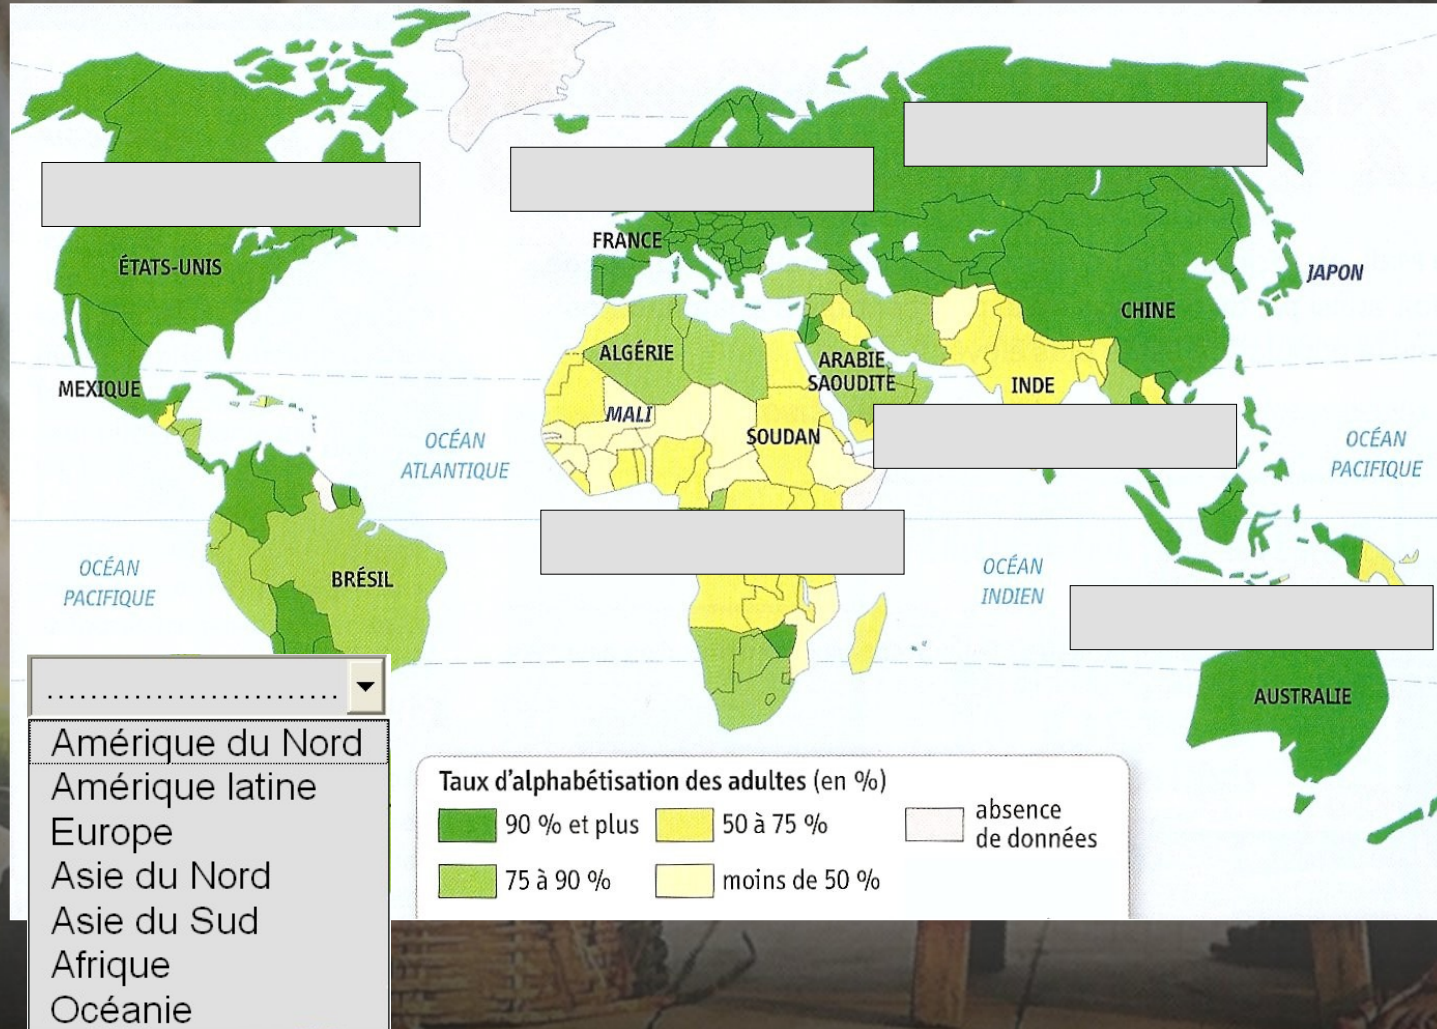 FRANCE
ÉTATS-UNIS
JAPON
CHINE
ALGÉRIE
ARABIE
SAOUDITE
INDE
MEXIQUE
MALI
SOUDAN
OCÉAN
ATLANTIQUE
OCÉAN
PACIFIQUE
OCÉAN
PACIFIQUE
BRÉSIL
OCÉAN
INDIEN
AUSTRALIE
...........................
Amérique du Nord
Amérique latine
Europe
Asie du Nord
Asie du Sud
Afrique
Océanie
Taux d'alphabétisation des adultes (en %)
90 % et plus
50 à 75 %
absence
de données
75 à 90 %
moins de 50 %